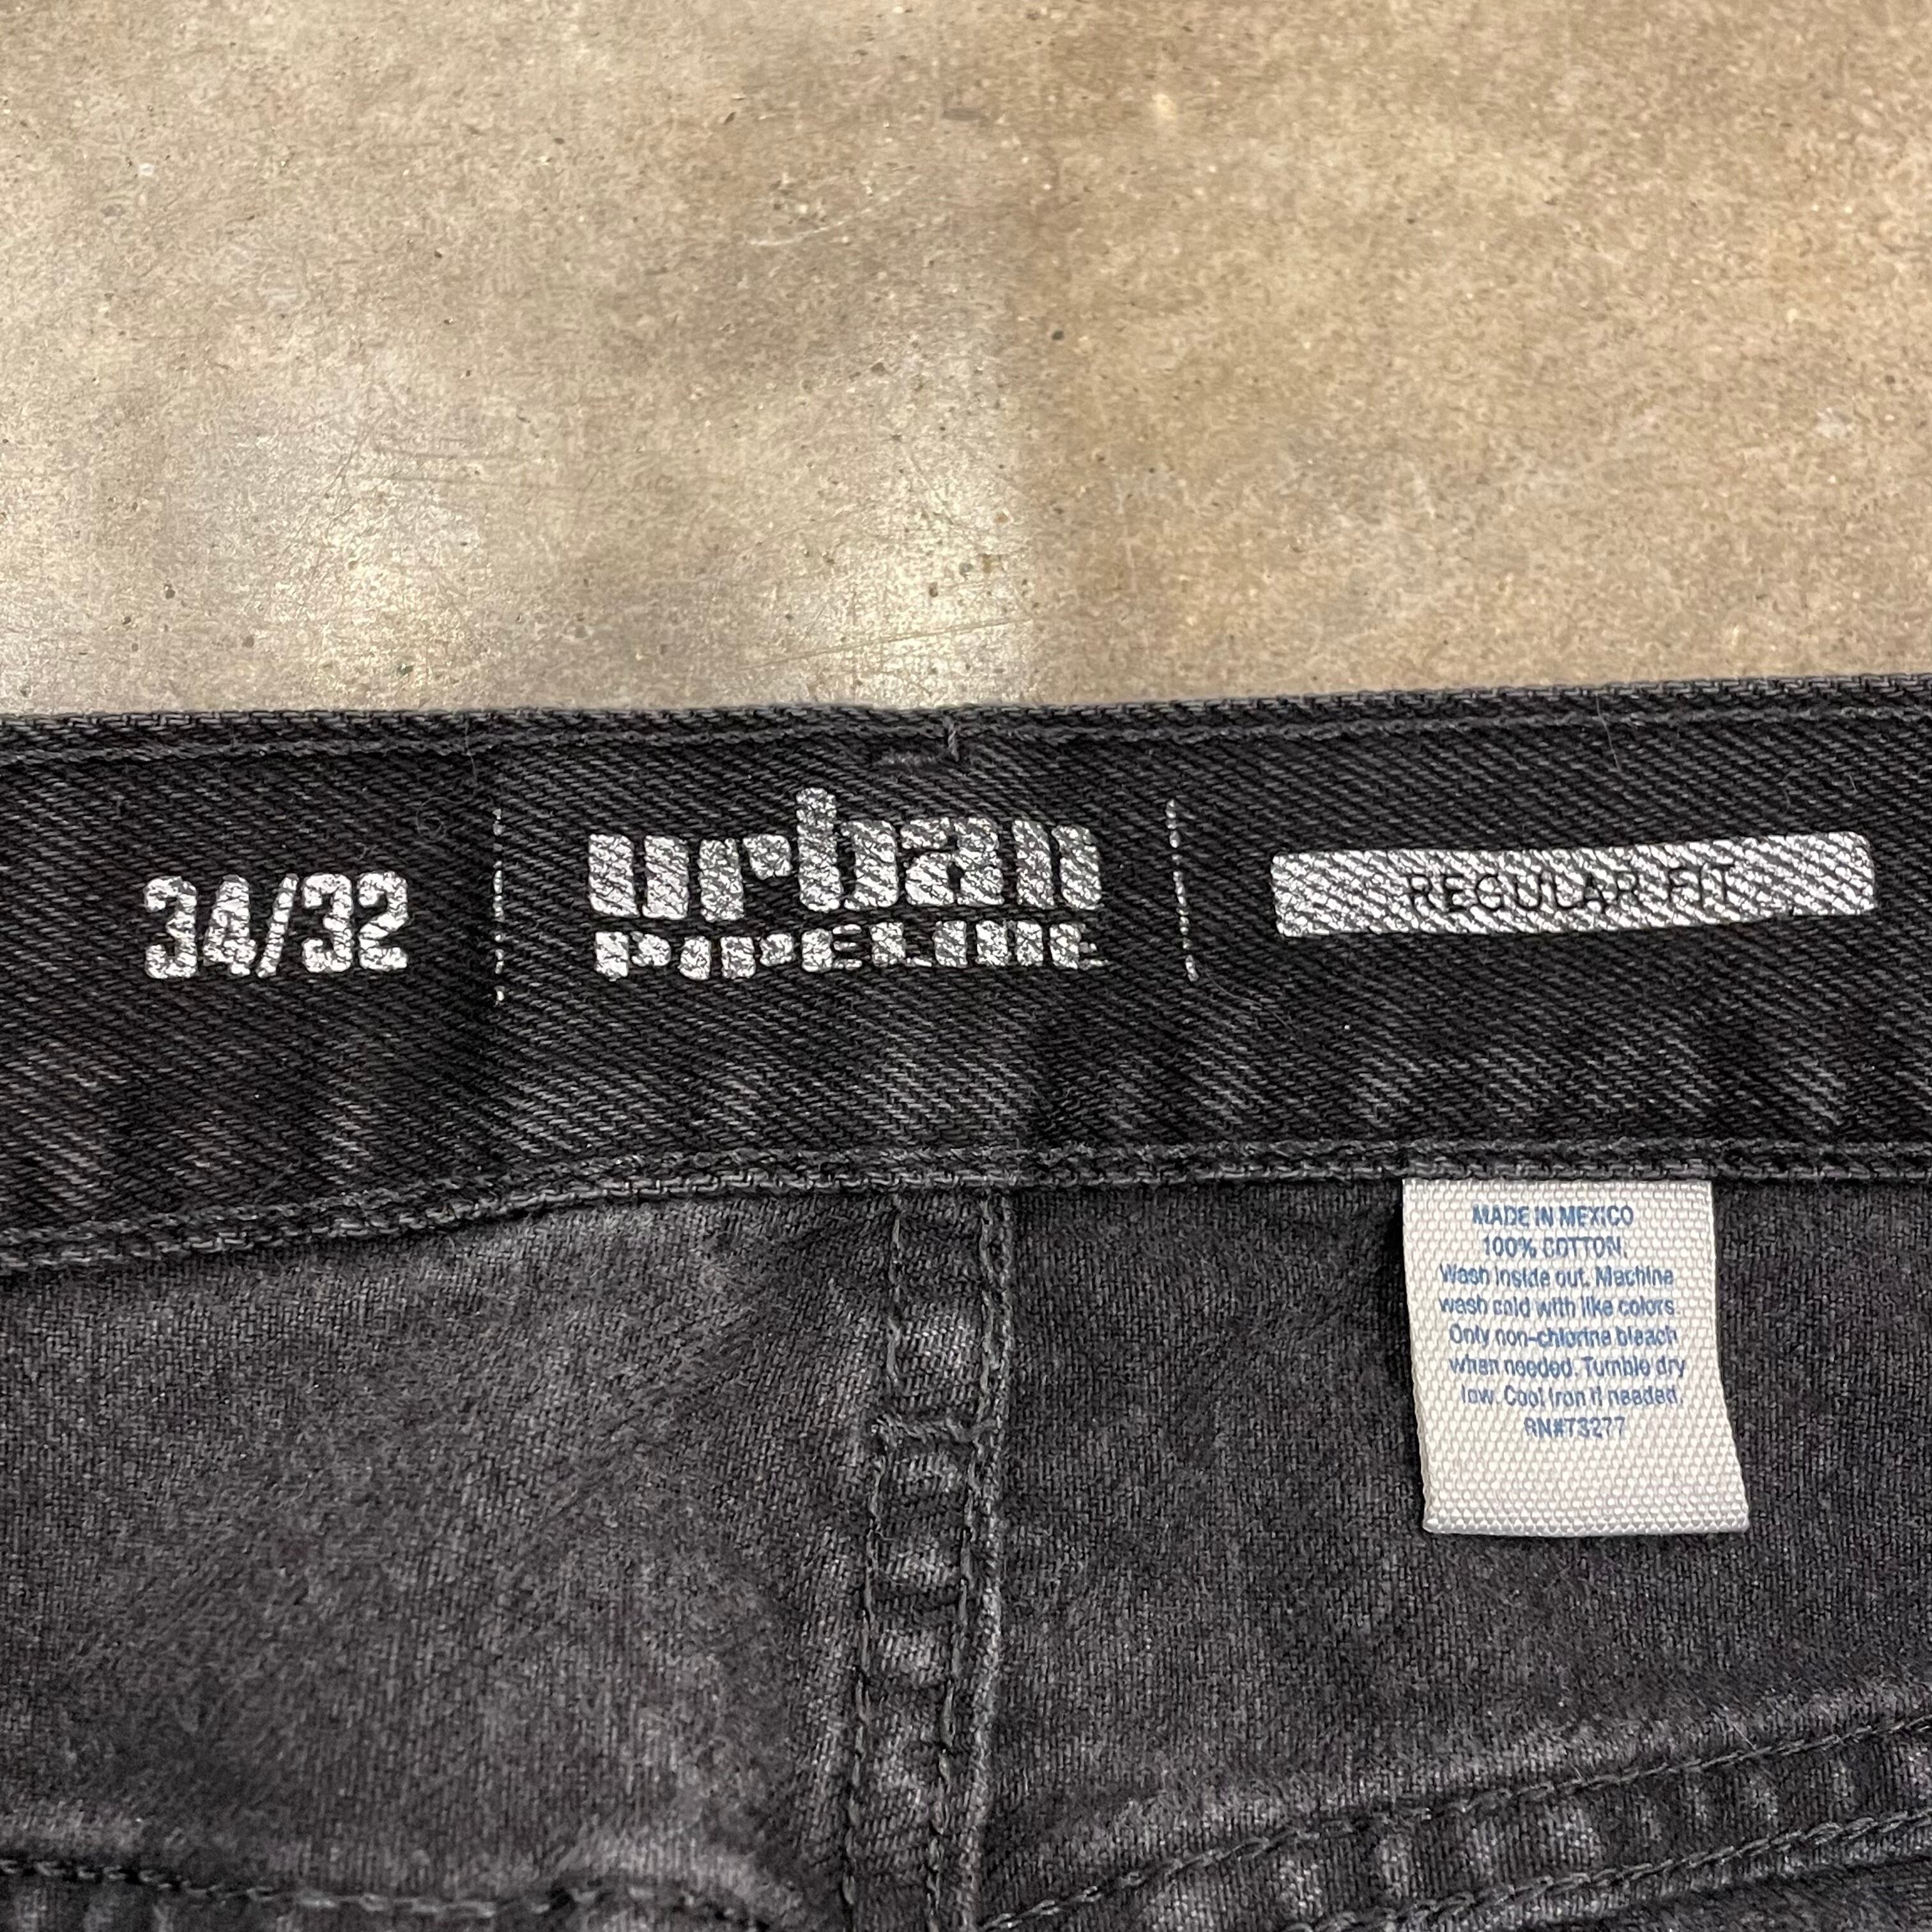 34/32
urban
PIPELINE
REGULAR FIT
MADE IN MEXICO
100% COTTON.
Wash inside out. Machine
wash cold with like colors.
Only non-chlorine bleach
when needed. Tumble dry
low. Cool Iron if needed.
RN#73277